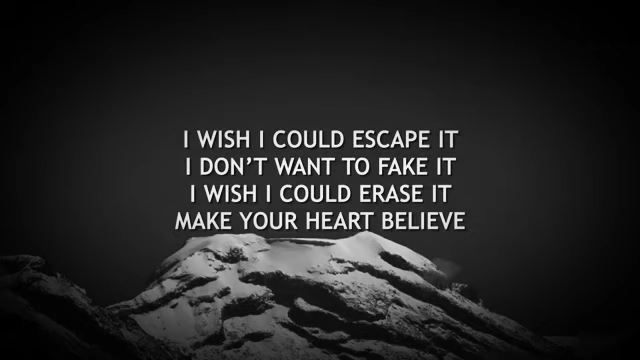 I WISH I COULD ESCAPE IT
I DON'T WANT TO FAKE IT
I WISH I COULD ERASE IT
MAKE YOUR HEART BELIEVE